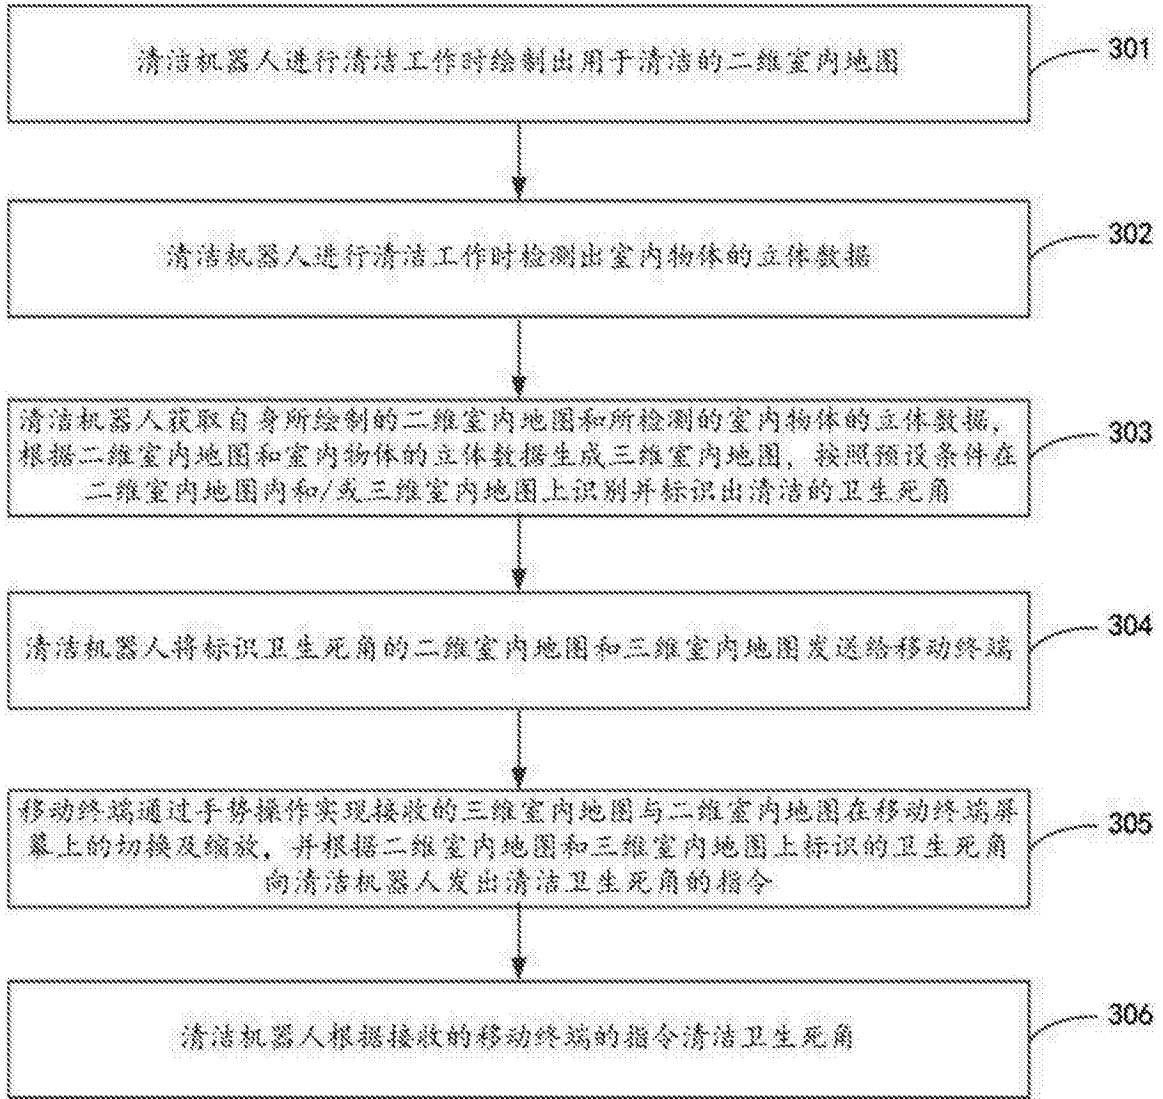 清洁机器人进行清洁工作时绘制出用于清洁的二维室内地图
301
清洁机器人进行清洁工作时检测出室内物体的立体数据
302
清洁机器人获取自身所绘制的二维室内地图和所检测的室内物体的立体数据，
根据二维室内地图和室内物体的立体数据生成三维室内地图，按照预设条件在
二维室内地图内和/或三维室内地图上识别并标识出清洁的卫生死角
303
清洁机器人将标识卫生死角的二维室内地图和三维室内地图发送给移动终端
304
移动终端通过手势操作实现接收的三维室内地图与二维室内地图在移动终端屏
幕上的切换及缩放，并根据二维室内地图和三维室内地图上标识的卫生死角
向清洁机器人发出清洁卫生死角的指令
305
清洁机器人根据接收的移动终端的指令清洁卫生死角
306